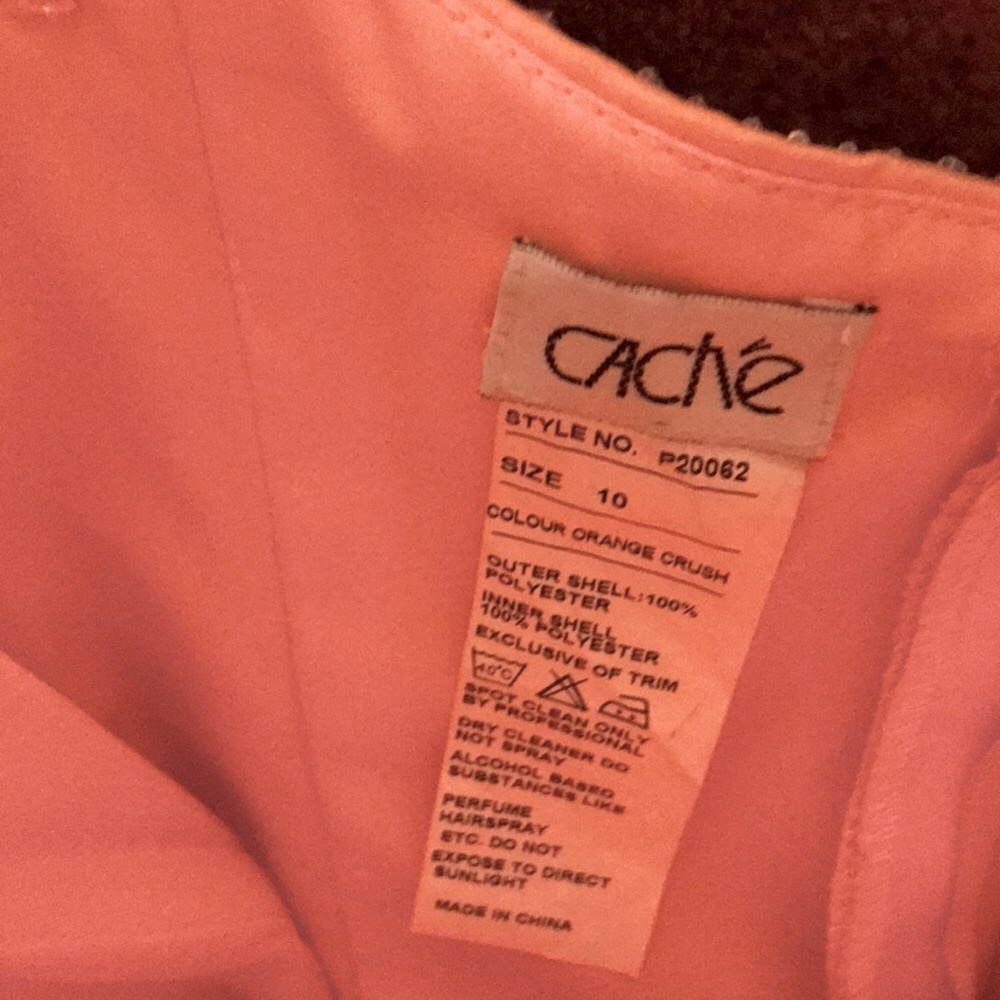 caché
STYLE NO. P20062
SIZE 10
COLOUR ORANGE CRUSH
OUTER SHELL:100%
POLYESTER
INNER SHELL
100% POLYESTER
EXCLUSIVE OF TRIM
40°C
SPOT CLEAN ONLY
BY PROFESSIONAL
DRY CLEANER DO
NOT SPRAY
ALCOHOL BASED
SUBSTANCES LIKE
PERFUME
HAIRSPRAY
ETC. DO NOT
EXPOSE TO DIRECT
SUNLIGHT
MADE IN CHINA